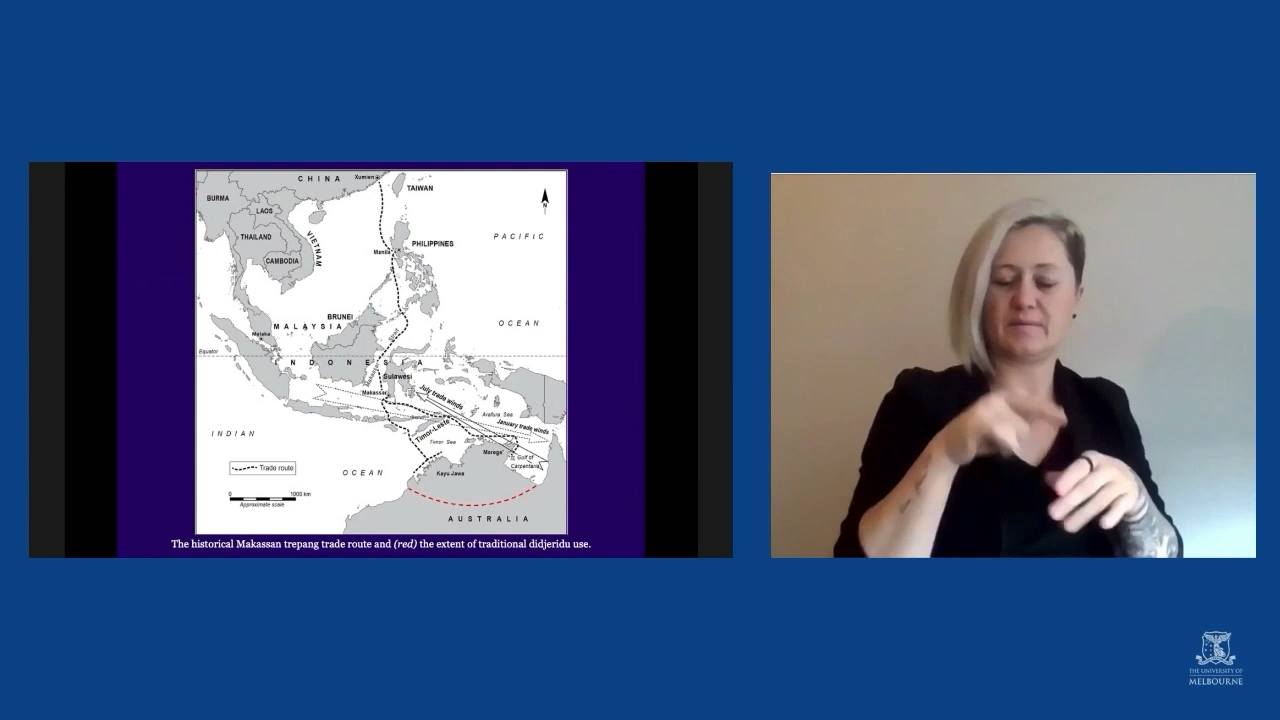 CHINA
Xiamen
TAIWAN
BURMA
LAOS
THAILAND
VIETNAM
CAMBODIA
N
PACIFIC
Manila
PHILIPPINES
BRUNEI
MALAYSIA
Melaka
OCEAN
Equator
INDONESIA
Sulawesi
Makassar
July trade winds
Arafura Sea
January trade winds
INDIAN
Timor-Leste
Timor Sea
Marege'
Gulf of
Carpentaria
Trade route
OCEAN
Kayu Jawa
0 1000 km
Approximate scale
AUSTRALIA
The historical Makassan trepang trade route and (red) the extent of traditional didjeridu use.
THE UNIVERSITY OF
MELBOURNE